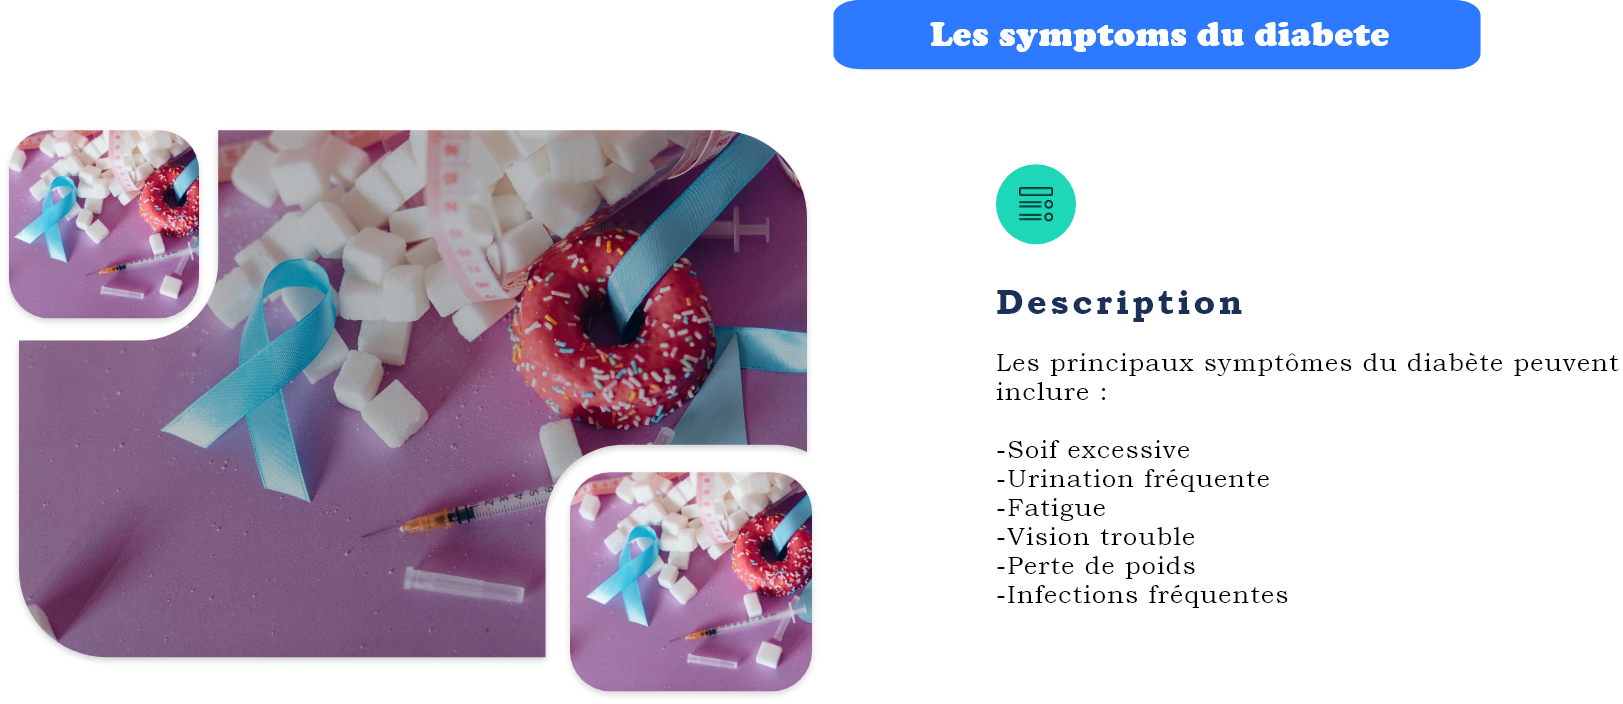 Les symptoms du diabete
Description
Les principaux symptômes du diabète peuvent
inclure :
-Soif excessive
-Urination fréquente
-Fatigue
-Vision trouble
-Perte de poids
-Infections fréquentes